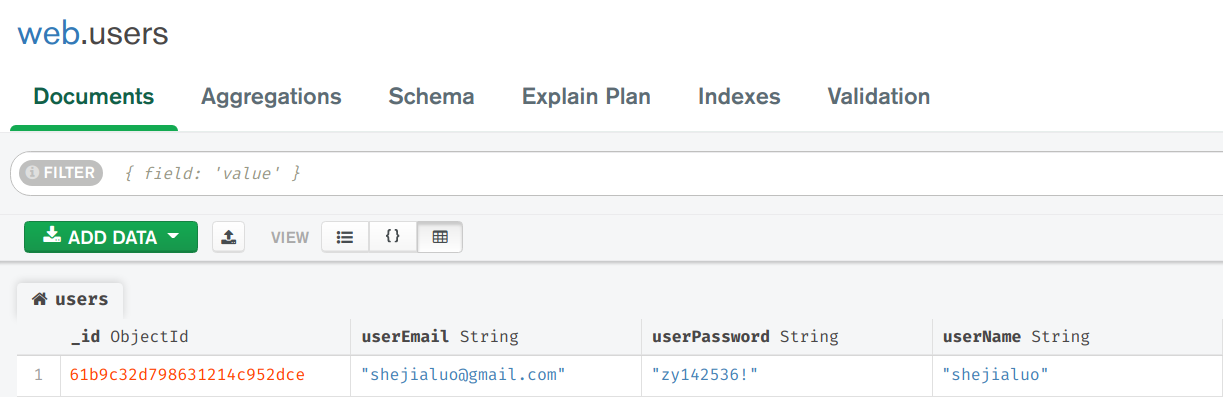 web.users
Documents Aggregations Schema Explain Plan Indexes Validation
FILTER { field: 'value' }
ADD DATA VIEW { }
users
_id ObjectId userEmail String userPassword String userName String
1 61b9c32d798631214c952dce "shejialuo@gmail.com" "zy142536!" "shejialuo"